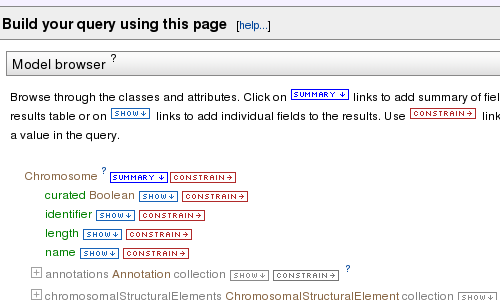 Build your query using this page [help...]
Model browser ?
Browse through the classes and attributes. Click on SUMMARY ↓ links to add summary of fiel
results table or on SHOW ↓ links to add individual fields to the results. Use CONSTRAIN → link
a value in the query.
Chromosome ? SUMMARY ↓ CONSTRAIN →
curated Boolean SHOW ↓ CONSTRAIN →
identifier SHOW ↓ CONSTRAIN →
length SHOW ↓ CONSTRAIN →
name SHOW ↓ CONSTRAIN →
annotations Annotation collection SHOW ↓ CONSTRAIN → ?
chromosomalStructuralElements ChromosomalStructuralElement collection SHOW ↓